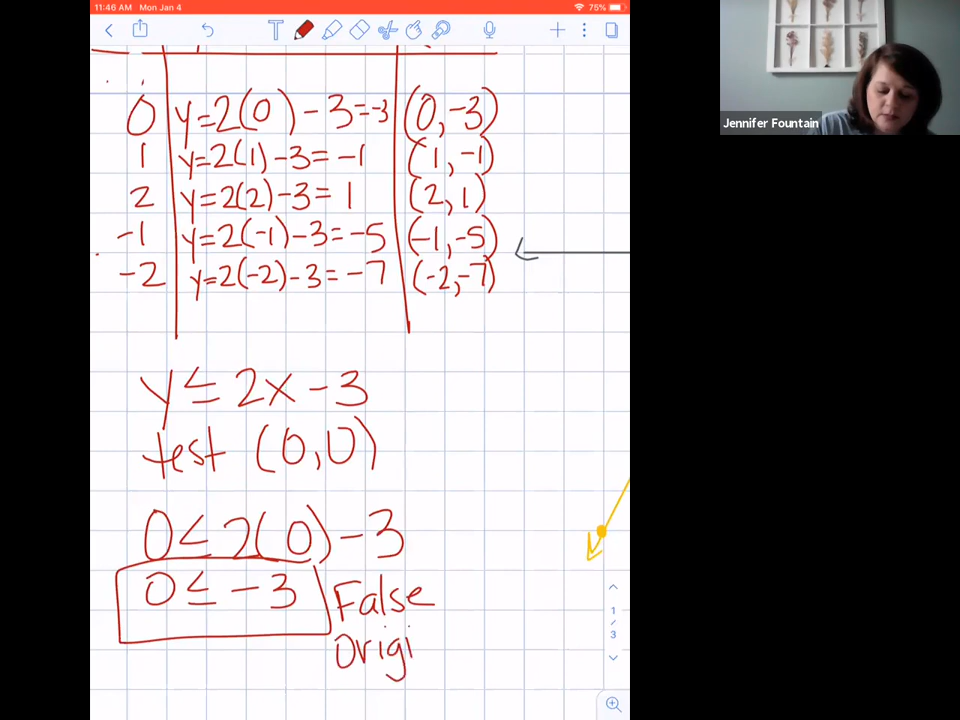 11:46 AM Mon Jan 4
75%
0 y=2(0)-3=-3 (0,-3)
1 y=2(1)-3=-1 (1,-1)
2 y=2(2)-3=1 (2,1)
-1 y=2(-1)-3=-5 (-1,-5)
-2 y=2(-2)-3=-7 (-2,-7)
y≤2x-3
test (0,0)
0≤2(0)-3
0≤-3 False
Origi
1
/
3
Jennifer Fountain